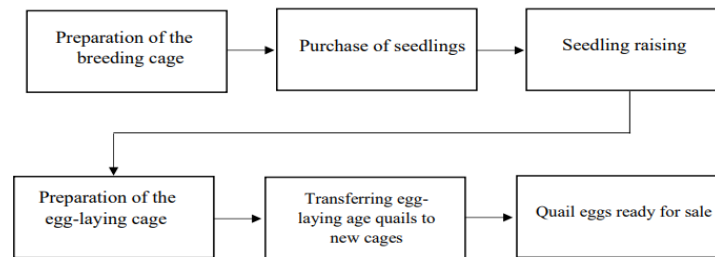 Preparation of the
breeding cage
Purchase of seedlings
Seedling raising
Preparation of the
egg-laying cage
Transferring egg-
laying age quails to
new cages
Quail eggs ready for sale